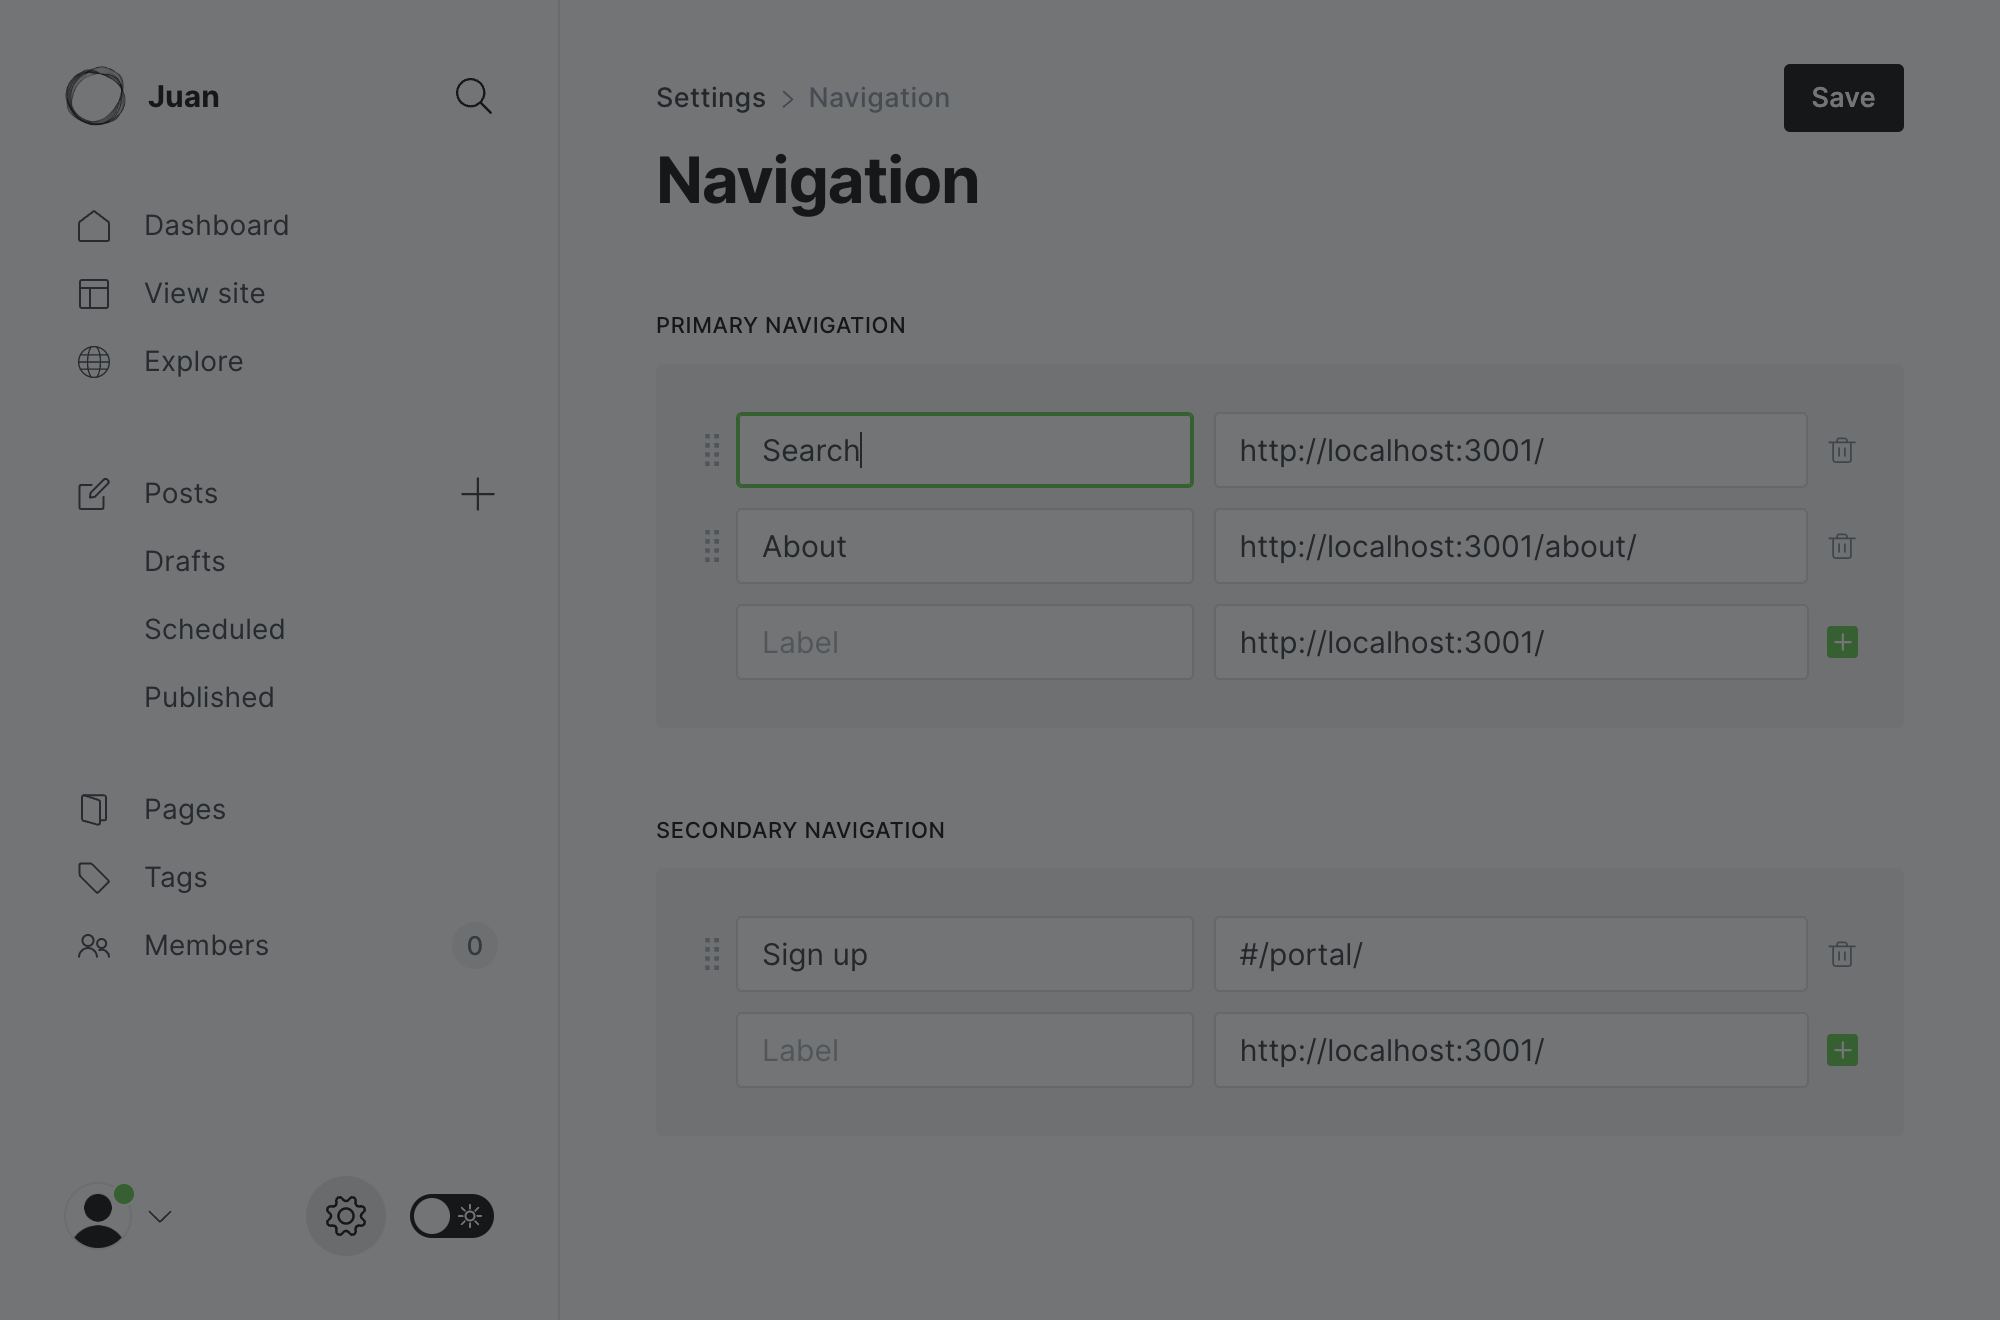 Juan
Dashboard
View site
Explore
Posts
Drafts
Scheduled
Published
Pages
Tags
Members 0
Settings > Navigation
Save
Navigation
PRIMARY NAVIGATION
Search http://localhost:3001/
About http://localhost:3001/about/
Label http://localhost:3001/
SECONDARY NAVIGATION
Sign up #/portal/
Label http://localhost:3001/